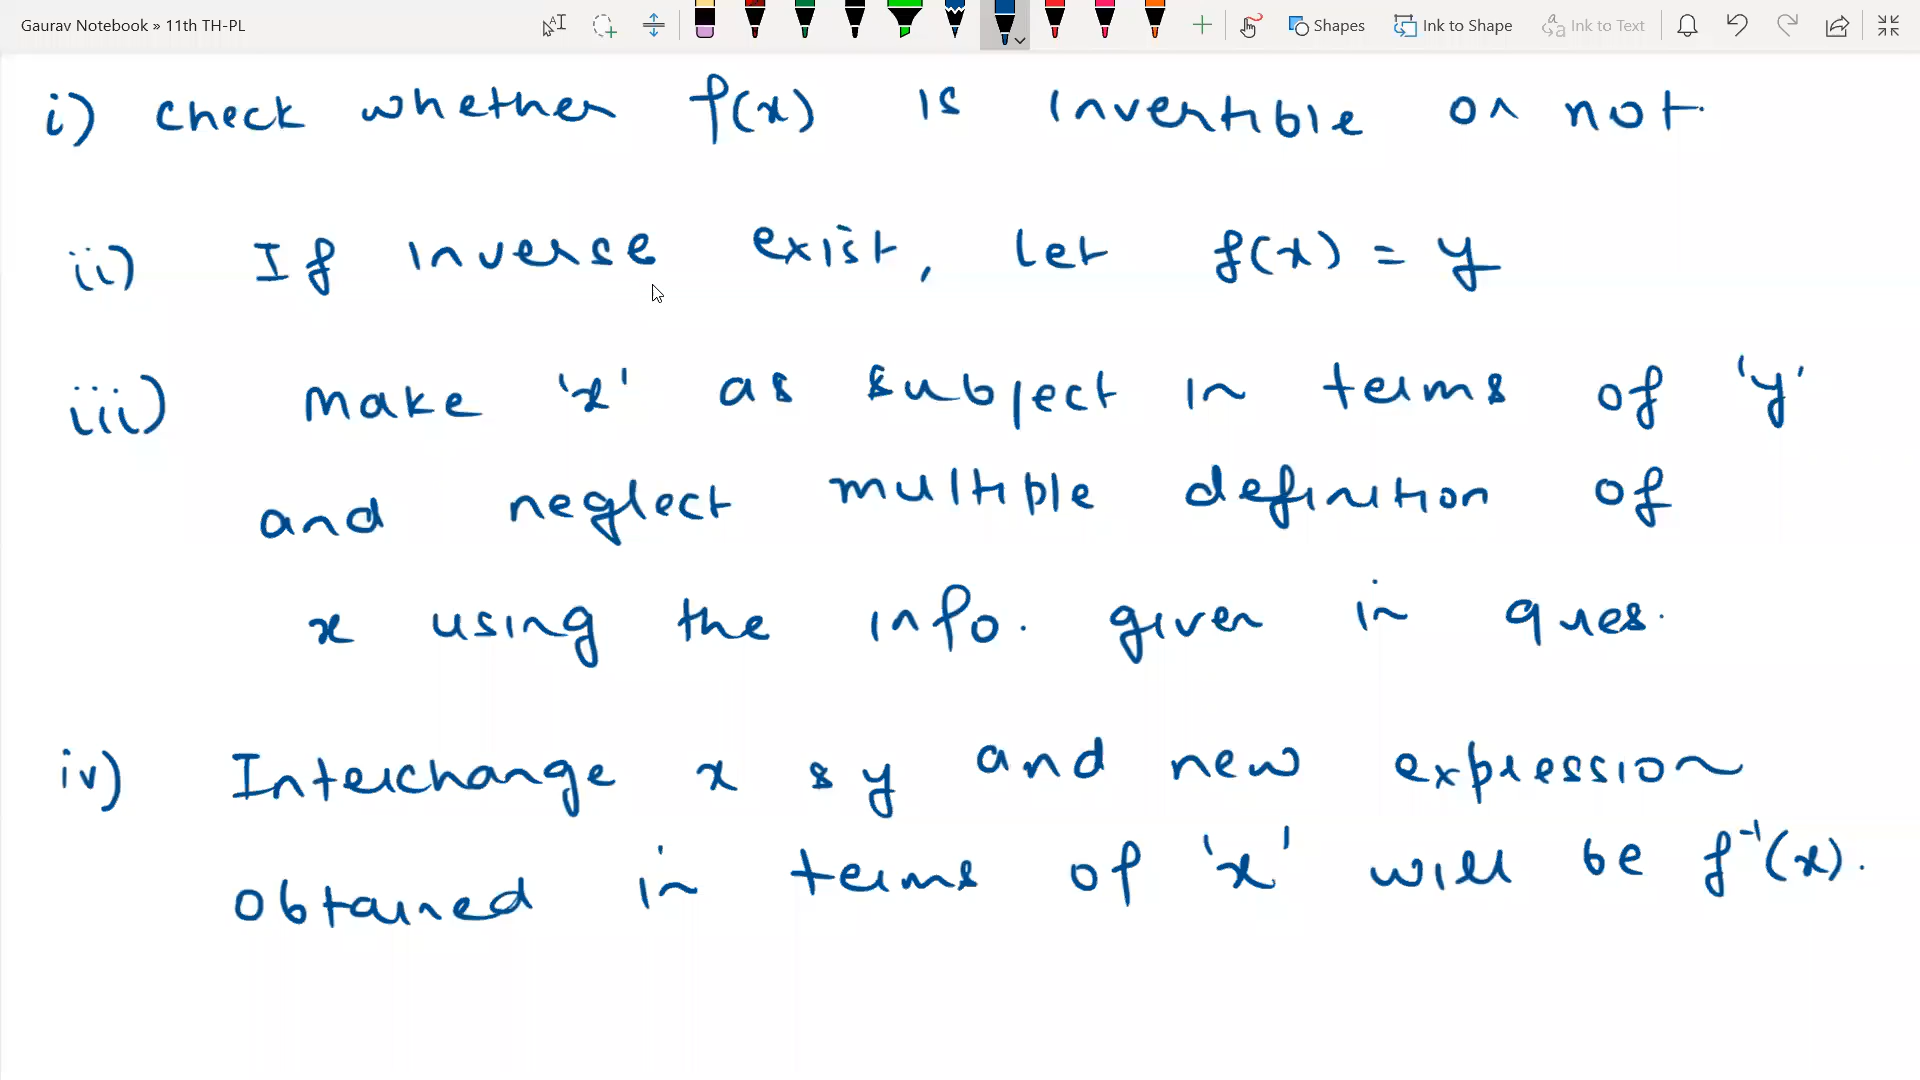 Gaurav Notebook » 11th TH-PL
Shapes
Ink to Shape
Ink to Text
i) check whether f(x) is invertible or not.
ii) If inverse exist, let f(x) = y
iii) Make 'x' as subject in terms of 'y'
and neglect multiple definition of
x using the info. given in ques.
iv) Interchange x & y and new expression
obtained in terms of 'x' will be f⁻¹(x).